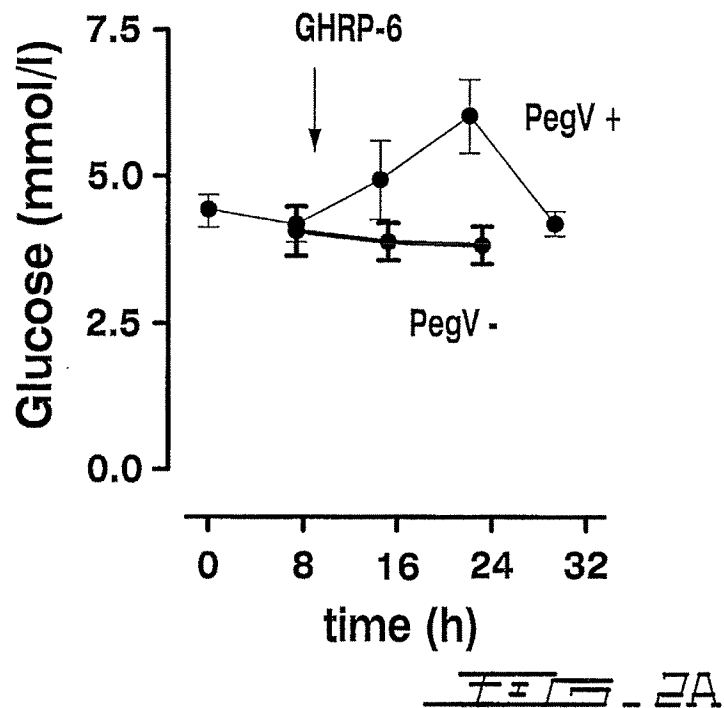 7.5
GHRP-6
PegV +
5.0
Glucose (mmol/l)
2.5
PegV -
0.0
0 8 16 24 32
time (h)
FIG_2A